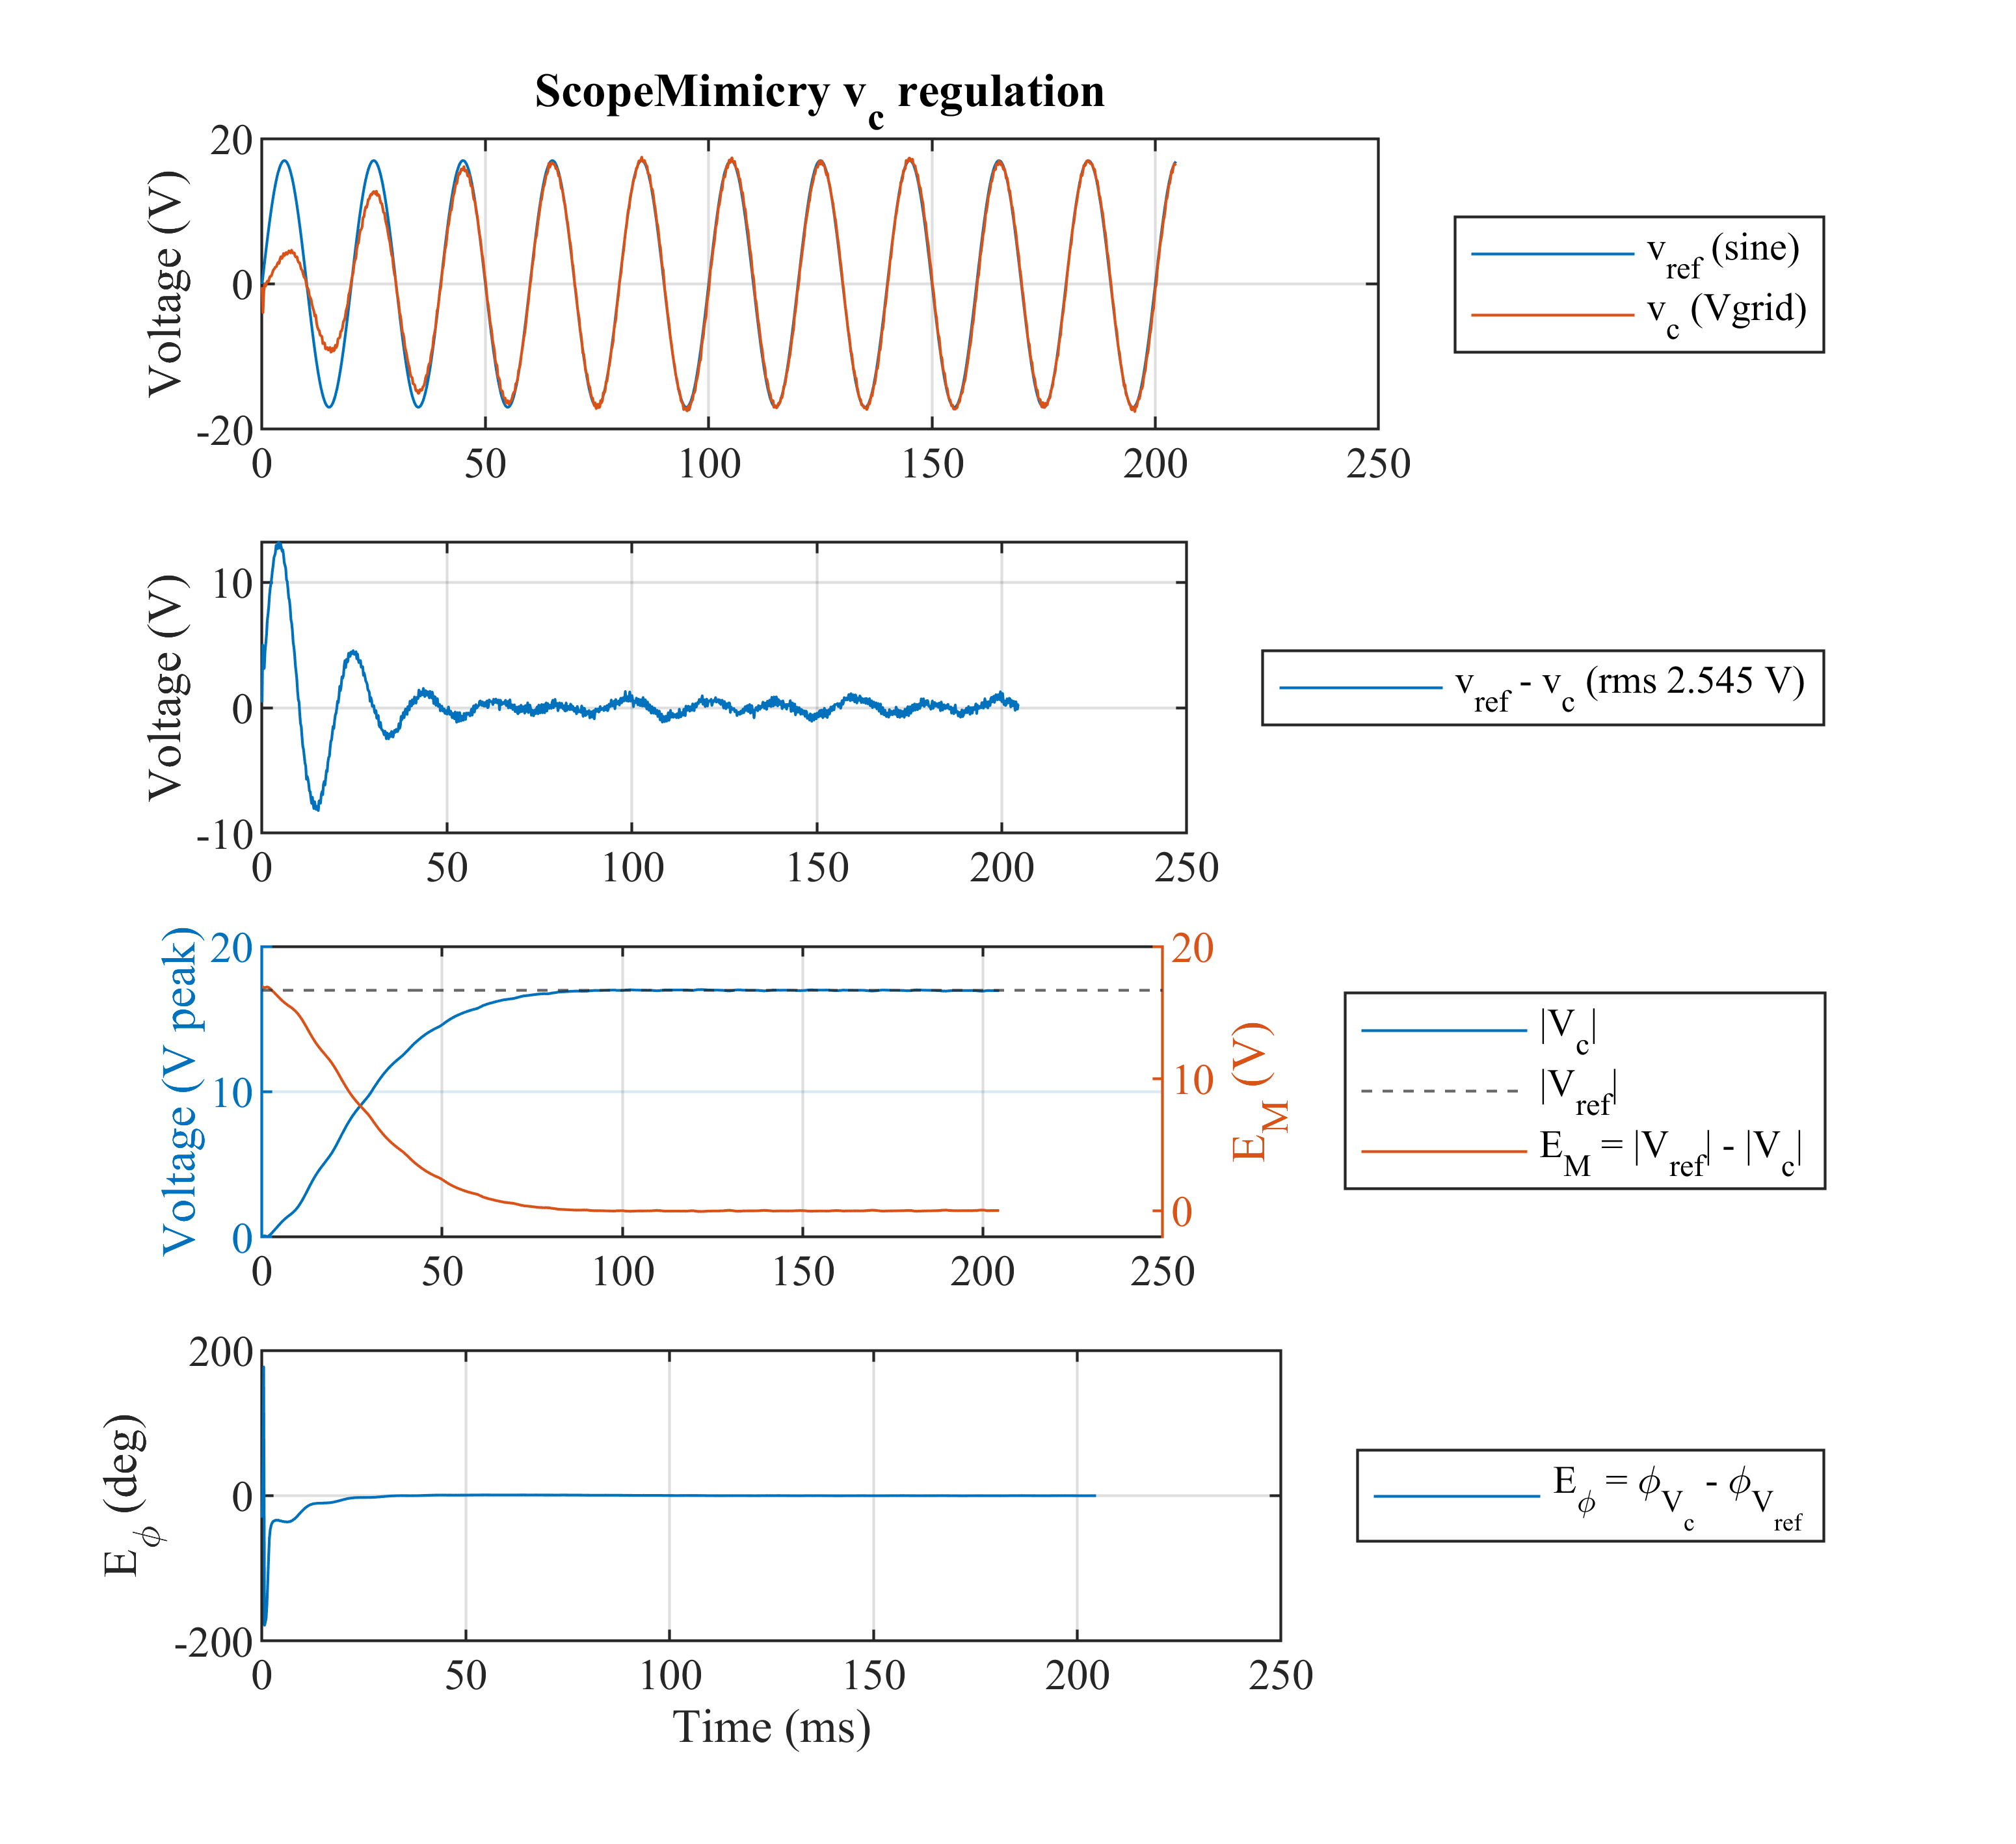 ScopeMimicry v_c regulation
Voltage (V)
20
0
-20
0 50 100 150 200 250
v_ref (sine)
v_c (Vgrid)
Voltage (V)
10
0
-10
0 50 100 150 200 250
v_ref - v_c (rms 2.545 V)
Voltage (V peak)
20
10
0
0 50 100 150 200 250
20
10
0
E_M (V)
|V_c|
|V_ref|
E_M = |V_ref| - |V_c|
E_ϕ (deg)
200
0
-200
0 50 100 150 200 250
Time (ms)
E_ϕ = ϕ_V_c - ϕ_V_ref